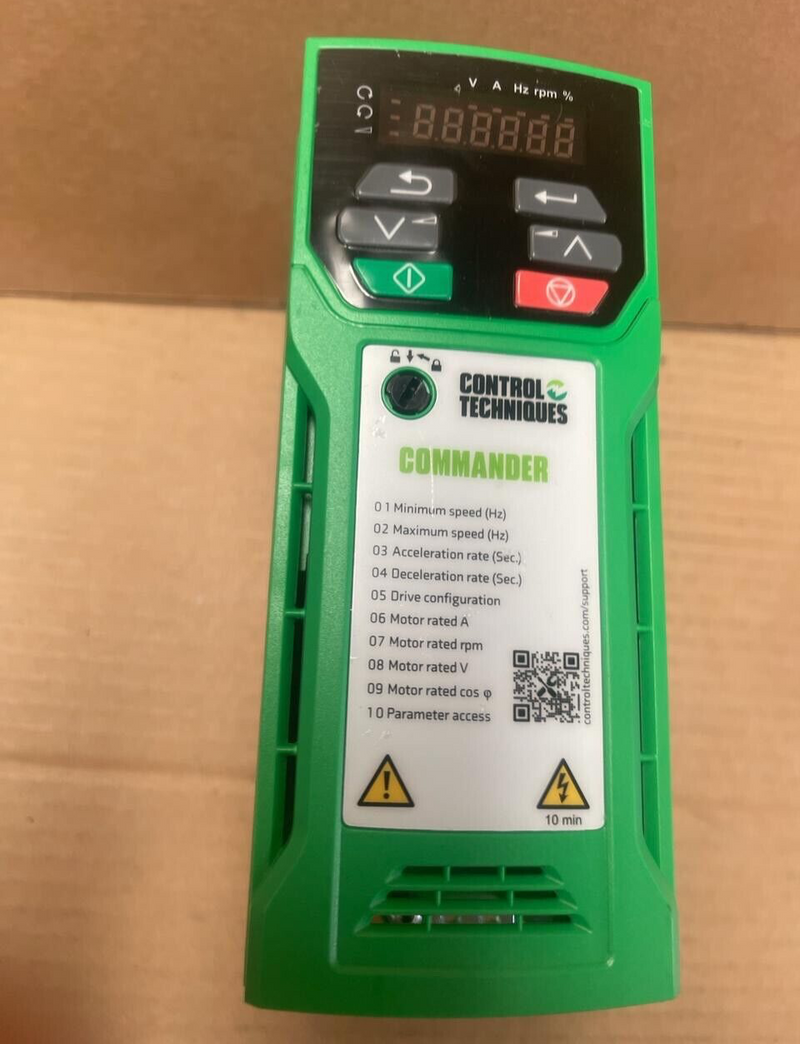 V A Hz rpm %
CONTROL
TECHNIQUES
COMMANDER
01 Minimum speed (Hz)
02 Maximum speed (Hz)
03 Acceleration rate (Sec.)
04 Deceleration rate (Sec.)
05 Drive configuration
06 Motor rated A
07 Motor rated rpm
08 Motor rated V
09 Motor rated cos φ
10 Parameter access
controltechniques.com/support
10 min